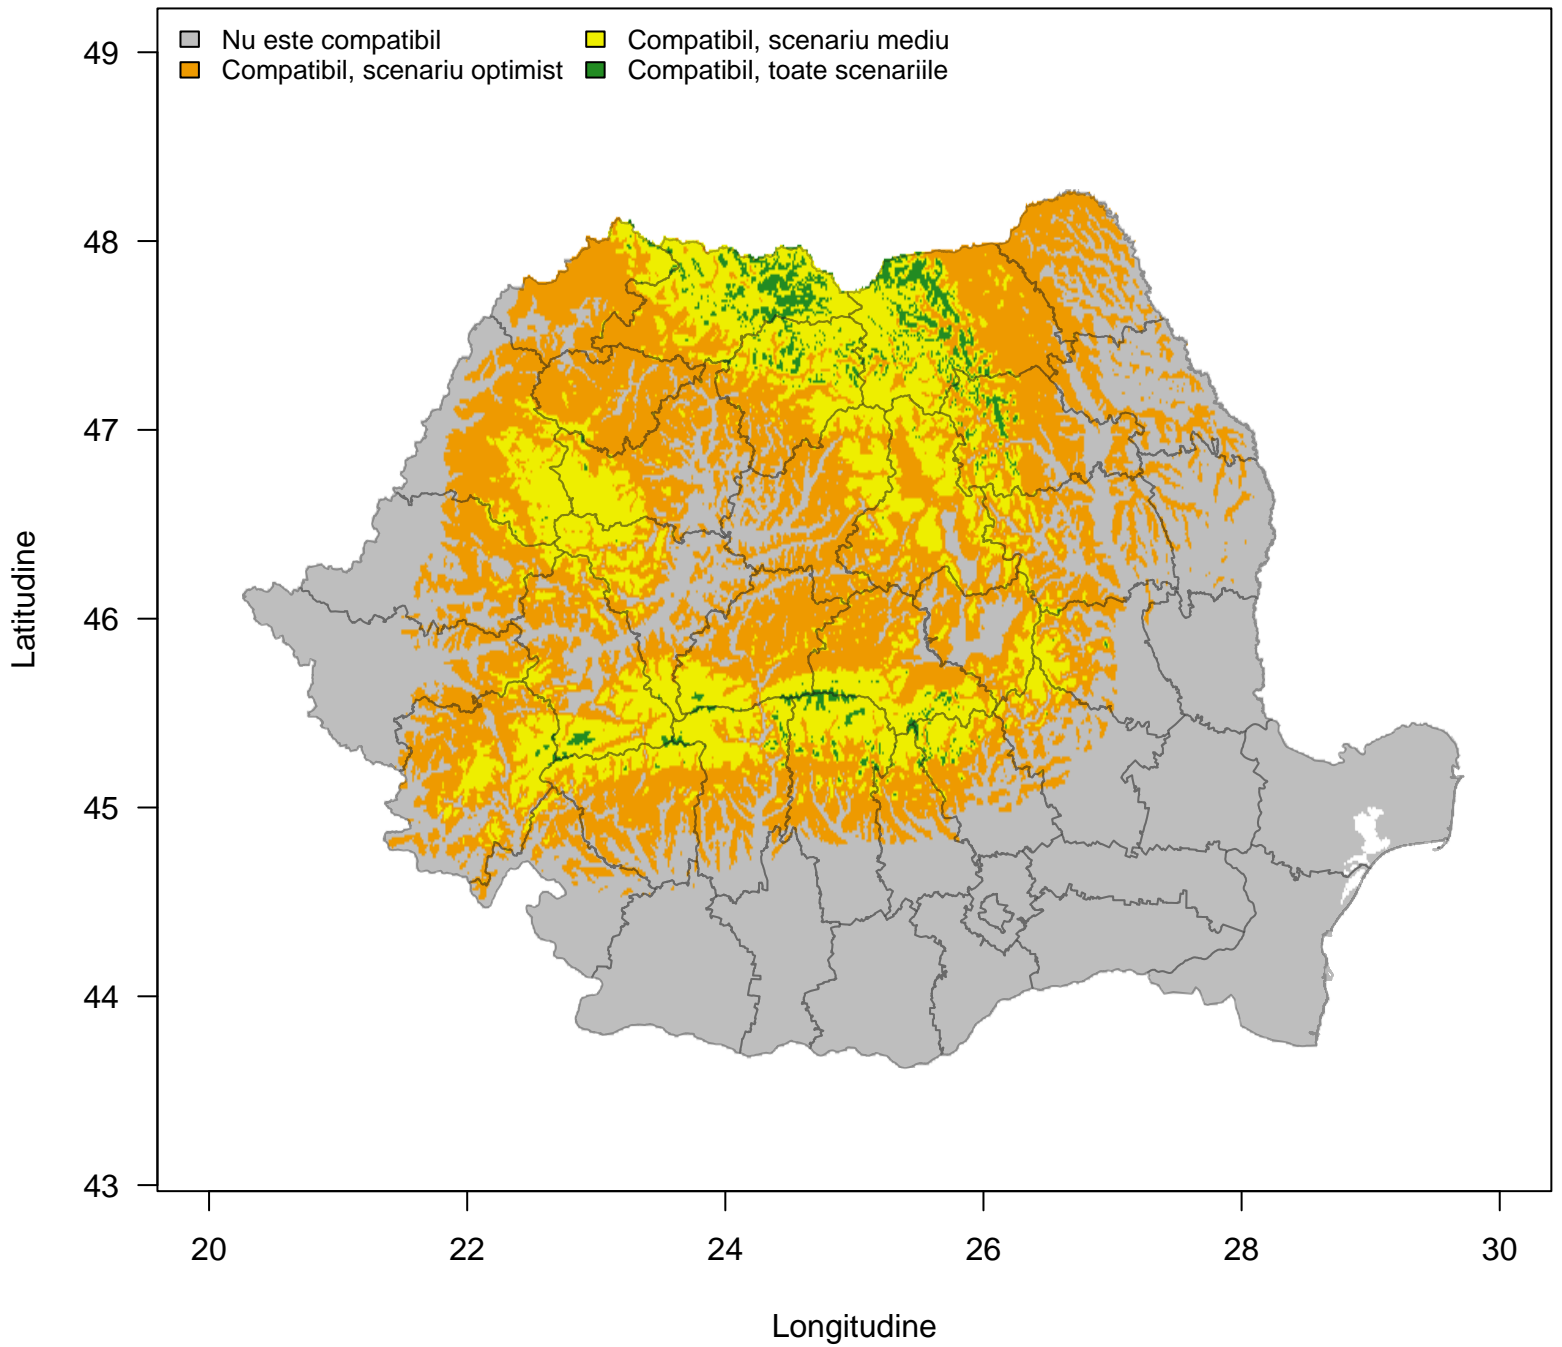 Nu este compatibil
Compatibil, scenariu optimist
Compatibil, scenariu mediu
Compatibil, toate scenariile
49
48
47
46
45
44
43
Latitudine
20 22 24 26 28 30
Longitudine